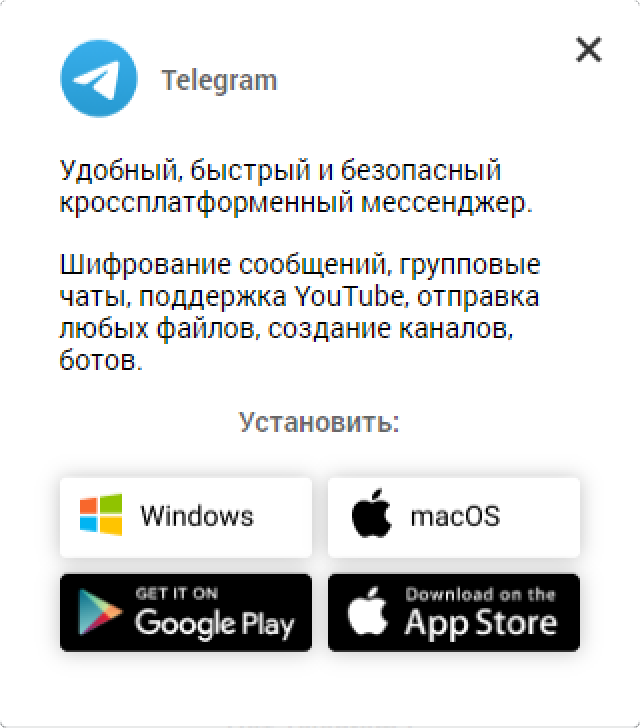 Telegram
Удобный, быстрый и безопасный
кроссплатформенный мессенджер.
Шифрование сообщений, групповые
чаты, поддержка YouTube, отправка
любых файлов, создание каналов,
ботов.
Установить:
Windows
macOS
GET IT ON
Google Play
Download on the
App Store